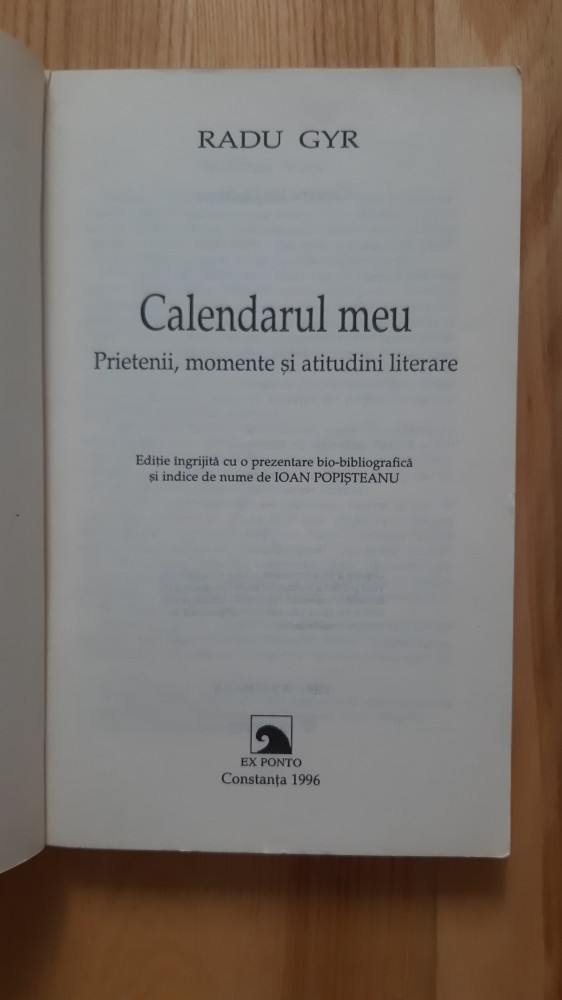 RADU GYR
Calendarul meu
Prietenii, momente și atitudini literare
Ediție îngrijită cu o prezentare bio-bibliografică
și indice de nume de IOAN POPIȘTEANU
EX PONTO
Constanța 1996